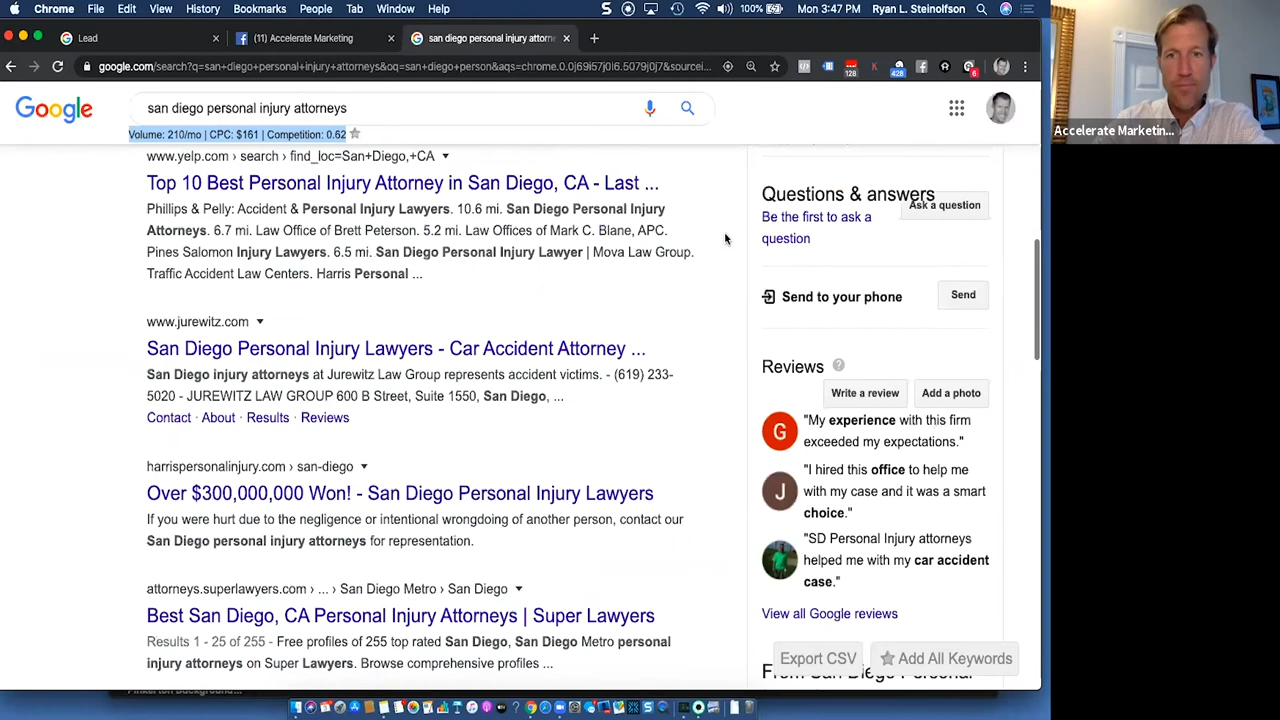 Chrome File Edit View History Bookmarks People Tab Window Help 100% Mon 3:47 PM Ryan L. Steinolfson
Lead × (11) Accelerate Marketing × san diego personal injury attorne × +
google.com/search?q=san+diego+personal+injury+attorneys&oq=san+diego+person&aqs=chrome.0.0j69i57j0l6.5079j0j7&sourcei... 128 428 6
Google
san diego personal injury attorneys
Volume: 210/mo | CPC: $161 | Competition: 0.62
www.yelp.com › search › find_loc=San+Diego,+CA
Top 10 Best Personal Injury Attorney in San Diego, CA - Last ...
Phillips & Pelly: Accident & Personal Injury Lawyers. 10.6 mi. San Diego Personal Injury
Attorneys. 6.7 mi. Law Office of Brett Peterson. 5.2 mi. Law Offices of Mark C. Blane, APC.
Pines Salomon Injury Lawyers. 6.5 mi. San Diego Personal Injury Lawyer | Mova Law Group.
Traffic Accident Law Centers. Harris Personal ...
www.jurewitz.com
San Diego Personal Injury Lawyers - Car Accident Attorney ...
San Diego injury attorneys at Jurewitz Law Group represents accident victims. - (619) 233-
5020 - JUREWITZ LAW GROUP 600 B Street, Suite 1550, San Diego, ...
Contact · About · Results · Reviews
harrispersonalinjury.com › san-diego
Over $300,000,000 Won! - San Diego Personal Injury Lawyers
If you were hurt due to the negligence or intentional wrongdoing of another person, contact our
San Diego personal injury attorneys for representation.
attorneys.superlawyers.com › ... › San Diego Metro › San Diego
Best San Diego, CA Personal Injury Attorneys | Super Lawyers
Results 1 - 25 of 255 - Free profiles of 255 top rated San Diego, San Diego Metro personal
injury attorneys on Super Lawyers. Browse comprehensive profiles ...
Questions & answers
Ask a question
Be the first to ask a
question
Send to your phone
Send
Reviews
Write a review
Add a photo
G
"My experience with this firm
exceeded my expectations."
J
"I hired this office to help me
with my case and it was a smart
choice."
"SD Personal Injury attorneys
helped me with my car accident
case."
View all Google reviews
Export CSV
Add All Keywords
From San Diego Personal
Accelerate Marketin...